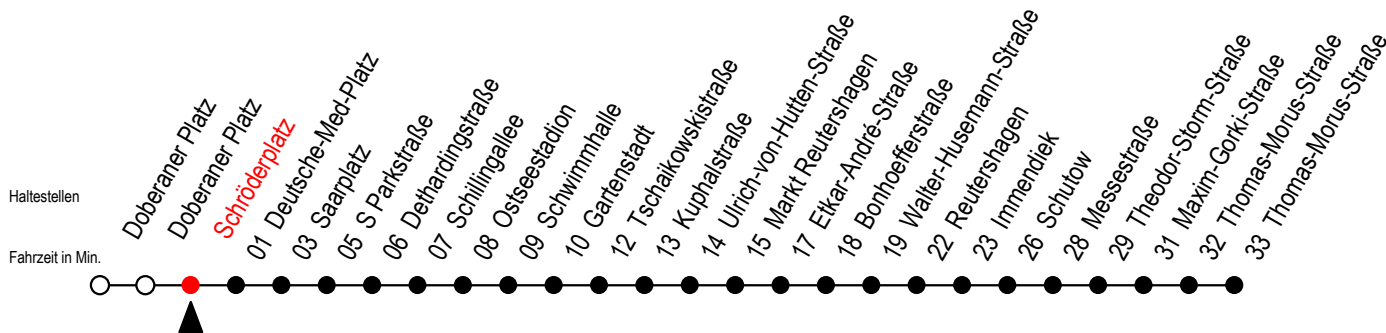 Haltestellen
Fahrzeit in Min.
Doberaner Platz
Doberaner Platz
Schröderplatz
01 Deutsche-Med-Platz
03 Saarplatz
05 S Parkstraße
06 Dethardingstraße
07 Schillingallee
08 Ostseestadion
09 Schwimmhalle
10 Gartenstadt
12 Tschaikowskistraße
13 Kuphalstraße
14 Ulrich-von-Hutten-Straße
15 Markt Reutershagen
17 Etkar-André-Straße
18 Bonhoefferstraße
19 Walter-Husemann-Straße
22 Reutershagen
23 Immendiek
26 Schutow
28 Messestraße
29 Theodor-Storm-Straße
31 Maxim-Gorki-Straße
32 Thomas-Morus-Straße
33 Thomas-Morus-Straße